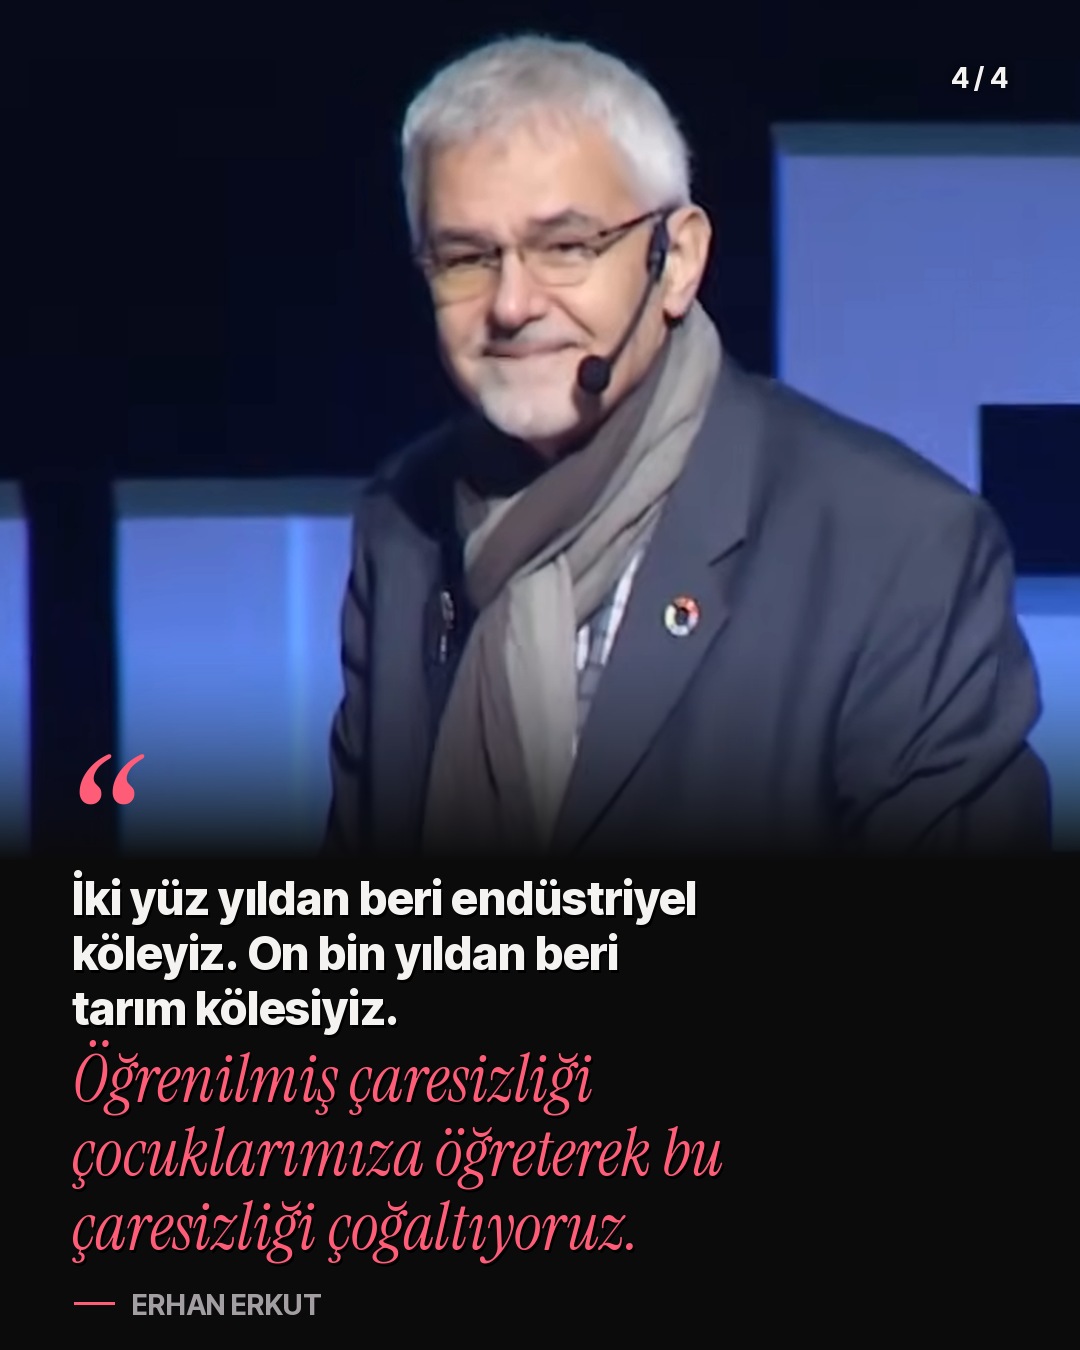 4 / 4
“
İki yüz yıldan beri endüstriyel
köleyiz. On bin yıldan beri
tarım kölesiyiz.
Öğrenilmiş çaresizliği
çocuklarımıza öğreterek bu
çaresizliği çoğaltıyoruz.
— ERHAN ERKUT